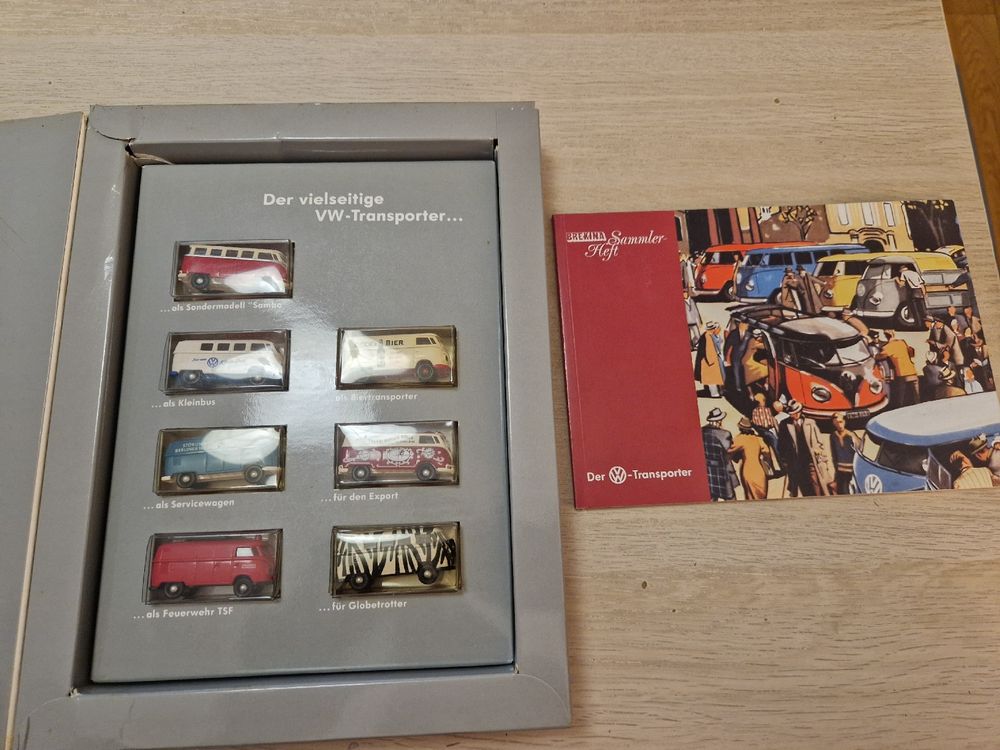 Der vielseitige
VW-Transporter...
...als Sondermodell "Samba
...als Kleinbus
als Biertransporter
BIER
...als Servicewagen
...für den Export
...als Feuerwehr TSF
...für Globetrotter
BREKINA Sammler-
Heft
Der VW-Transporter